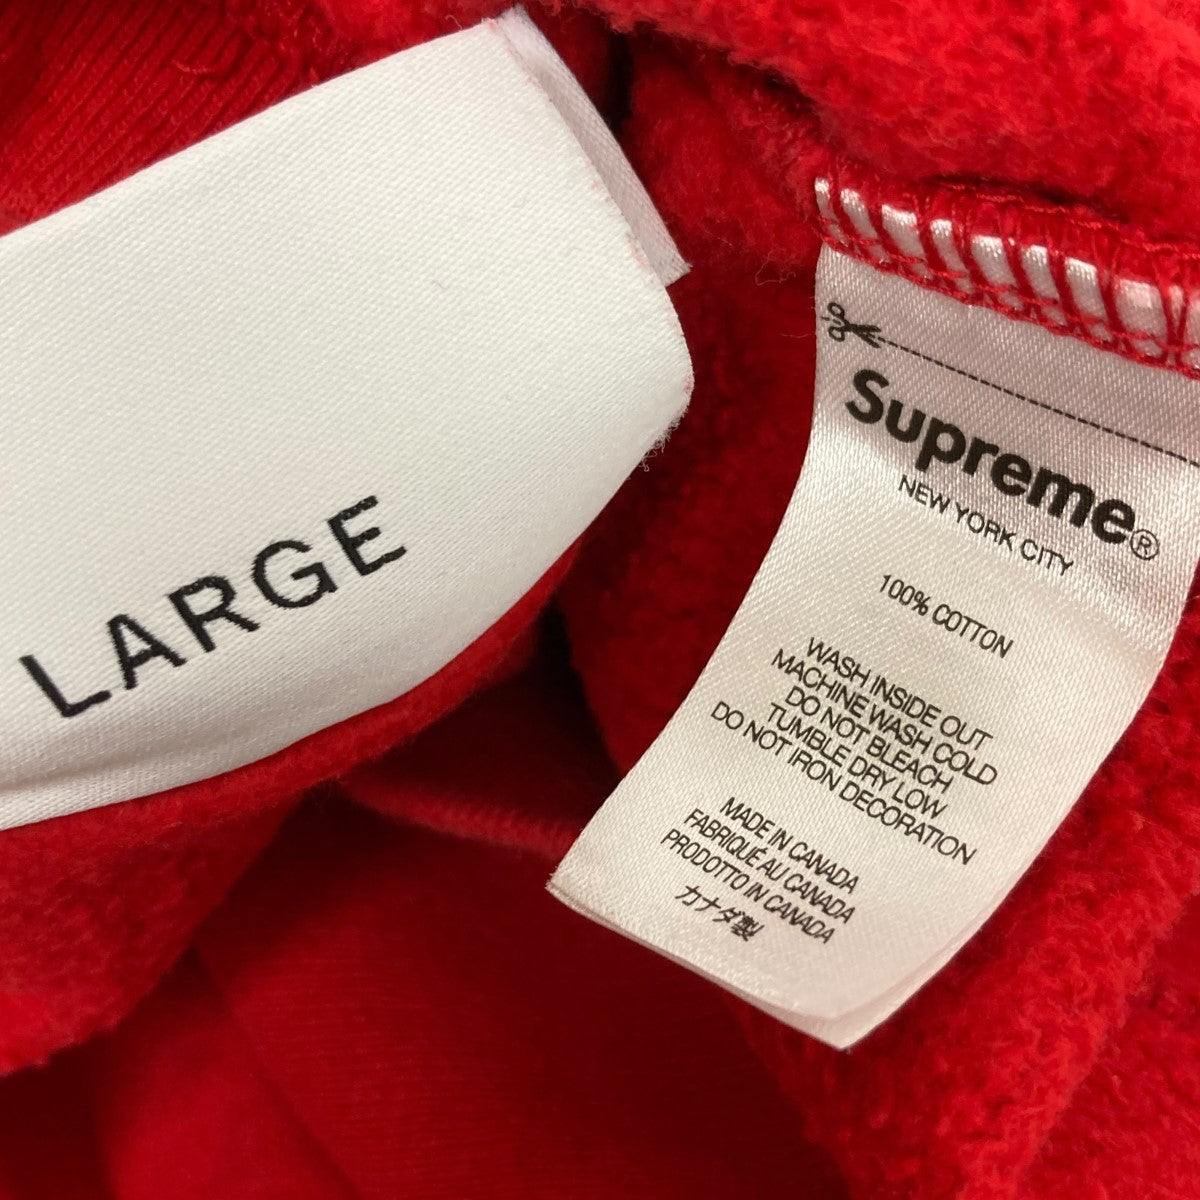 LARGE
Supreme®
NEW YORK CITY
100% COTTON
WASH INSIDE OUT
MACHINE WASH COLD
DO NOT BLEACH
TUMBLE DRY LOW
DO NOT IRON DECORATION
MADE IN CANADA
FABRIQUÉ AU CANADA
PRODOTTO IN CANADA
カナダ製